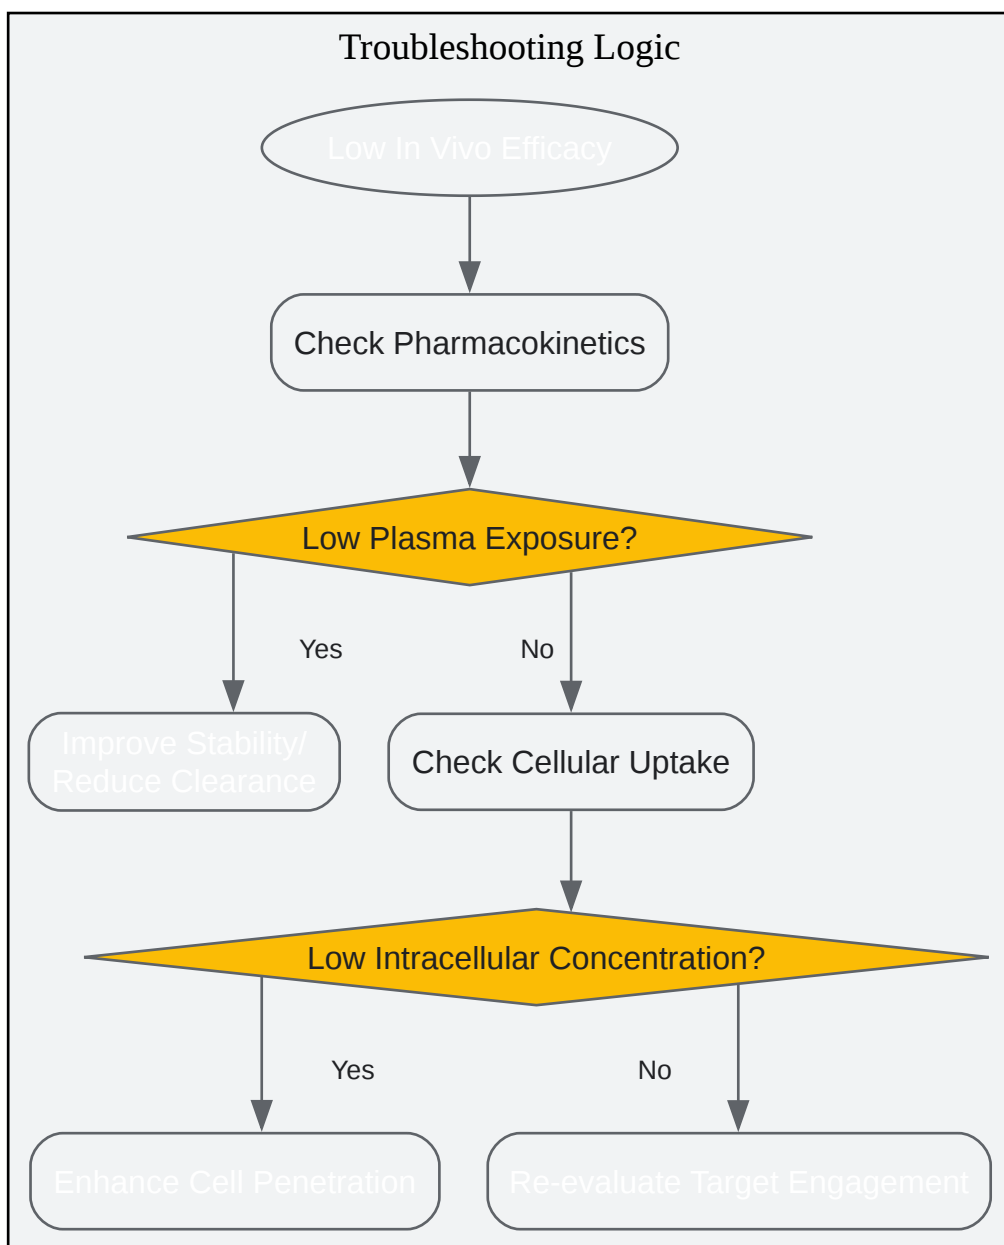 Troubleshooting Logic
Low In Vivo Efficacy
Check Pharmacokinetics
Low Plasma Exposure?
Yes
No
Improve Stability/
Reduce Clearance
Check Cellular Uptake
Low Intracellular Concentration?
Yes
No
Enhance Cell Penetration
Re-evaluate Target Engagement